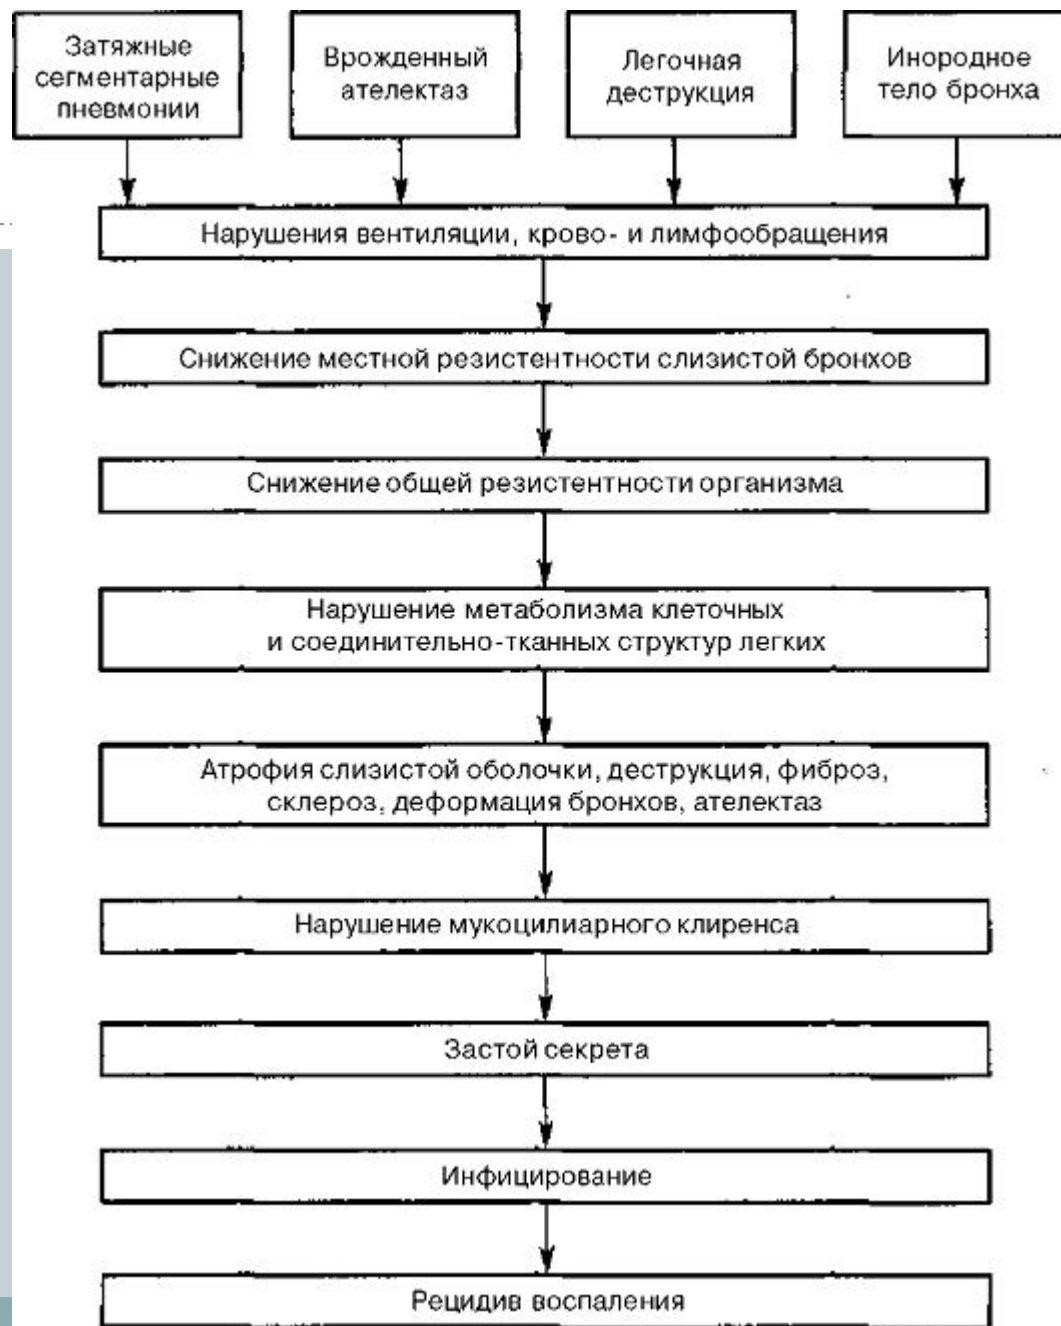 Затяжные
сегментарные
пневмонии
Врожденный
ателектаз
Легочная
деструкция
Инородное
тело бронха
Нарушения вентиляции, крово- и лимфообращения
Снижение местной резистентности слизистой бронхов
Снижение общей резистентности организма
Нарушение метаболизма клеточных
и соединительно-тканных структур легких
Атрофия слизистой оболочки, деструкция, фиброз,
склероз, деформация бронхов, ателектаз
Нарушение мукоцилиарного клиренса
Застой секрета
Инфицирование
Рецидив воспаления